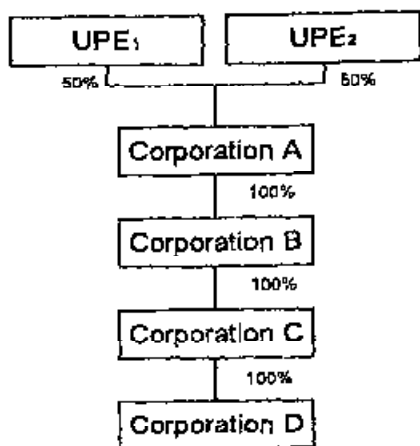 UPE₁
UPE₂
50%
50%
Corporation A
100%
Corporation B
100%
Corporation C
100%
Corporation D